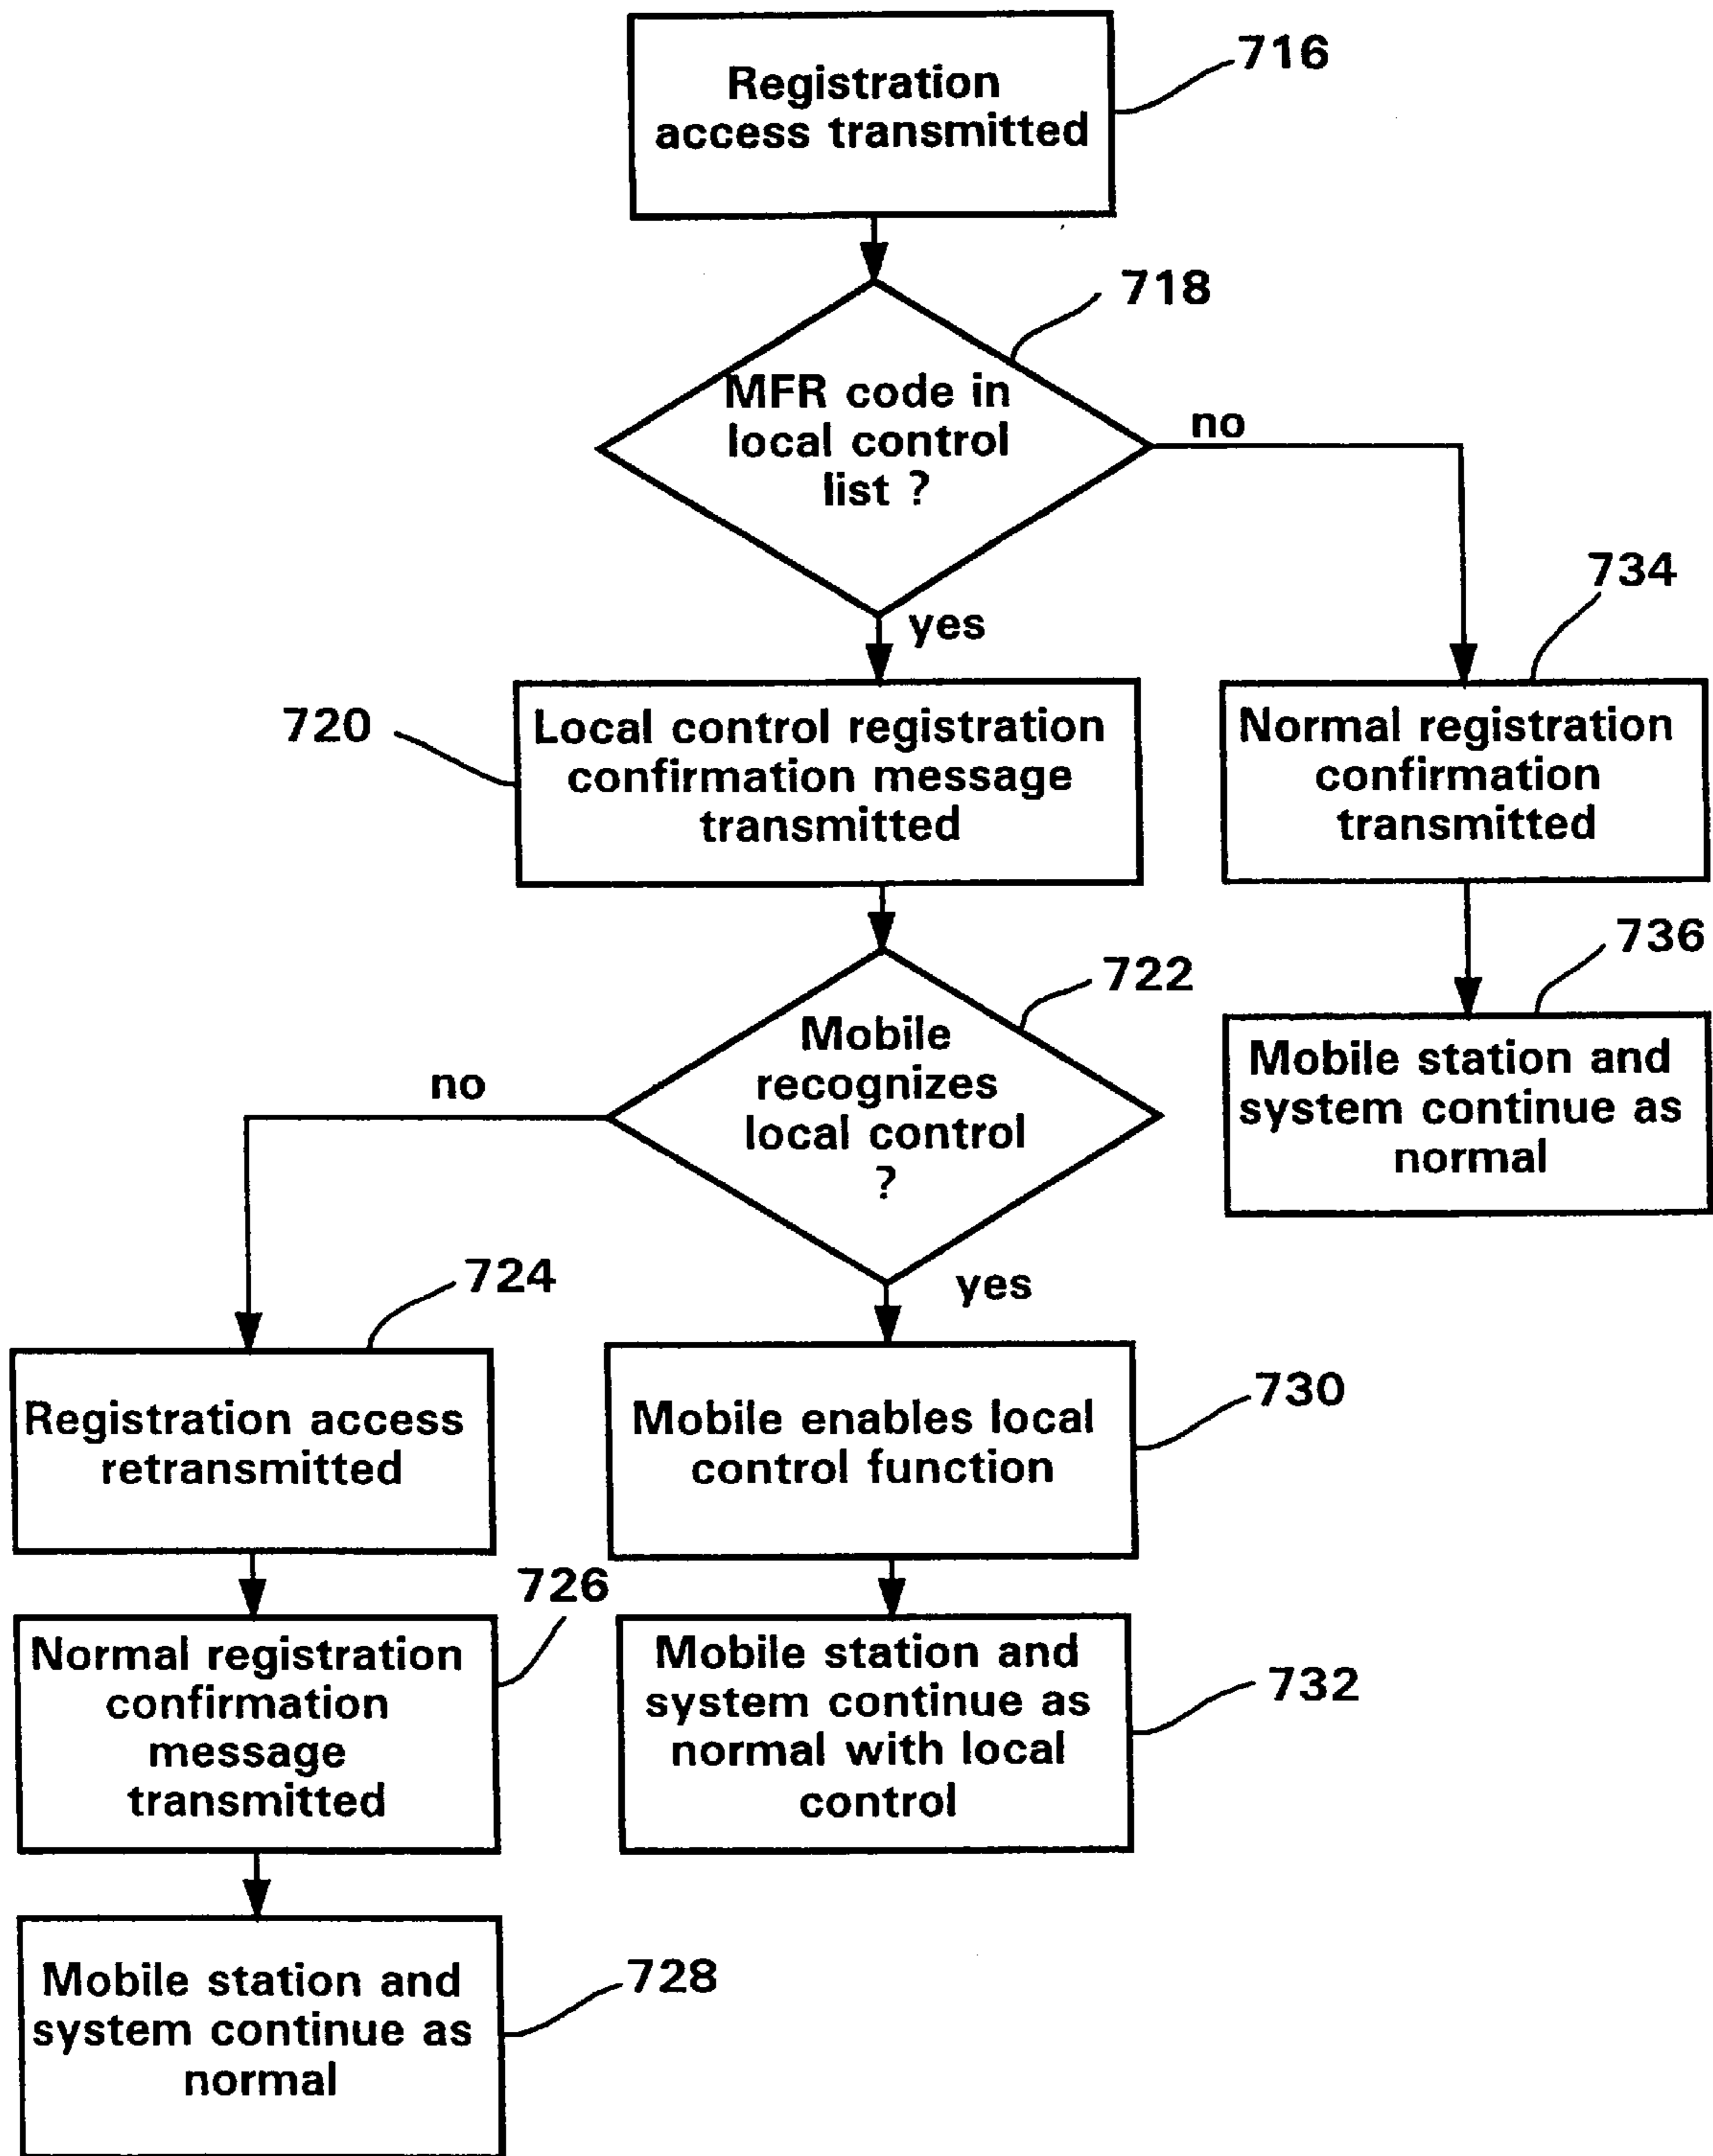 Registration
access transmitted
716
MFR code in
local control
list ?
718
no
yes
734
720
Local control registration
confirmation message
transmitted
Normal registration
confirmation
transmitted
722
736
Mobile
recognizes
local control
?
no
yes
Mobile station and
system continue as
normal
724
Registration access
retransmitted
Mobile enables local
control function
730
726
Normal registration
confirmation
message
transmitted
Mobile station and
system continue as
normal with local
control
732
Mobile station and
system continue as
normal
728